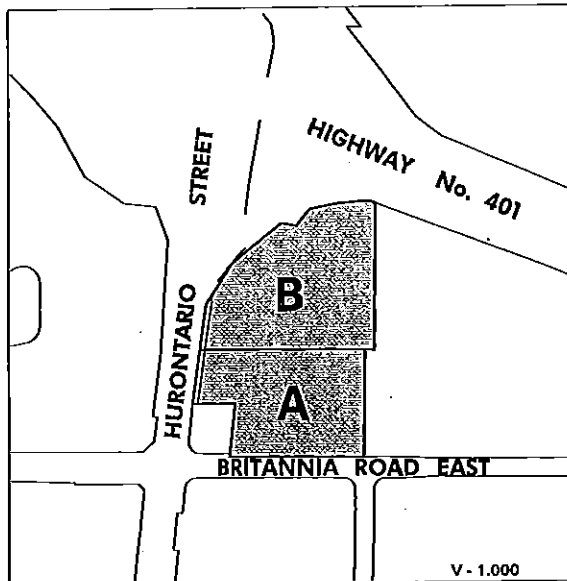 HIGHWAY No. 401
HURONTARIO STREET
B
A
BRITANNIA ROAD EAST
V - 1.000